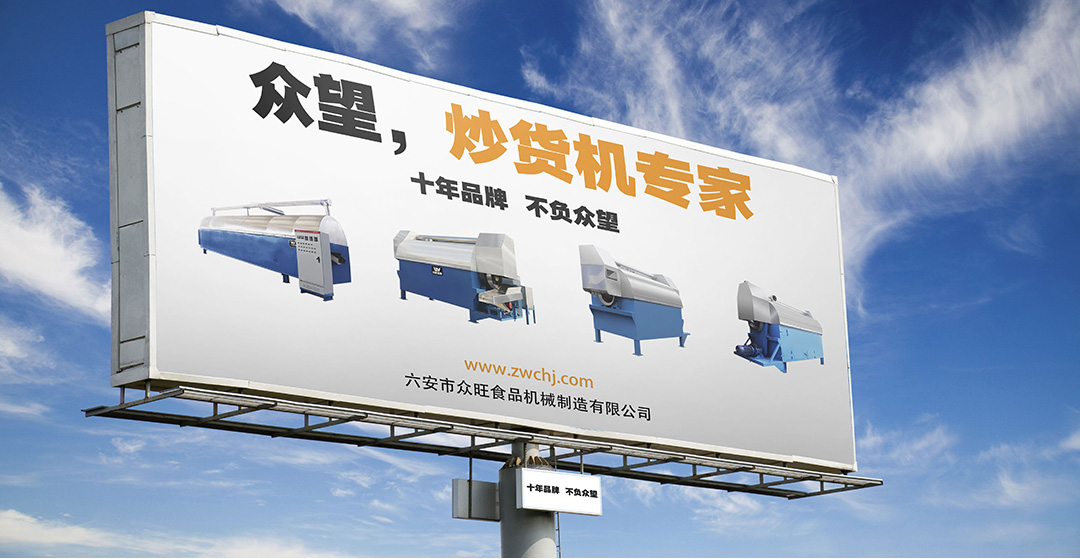 众望，炒货机专家
十年品牌 不负众望
www.zwchj.com
六安市众旺食品机械制造有限公司
十年品牌 不负众望